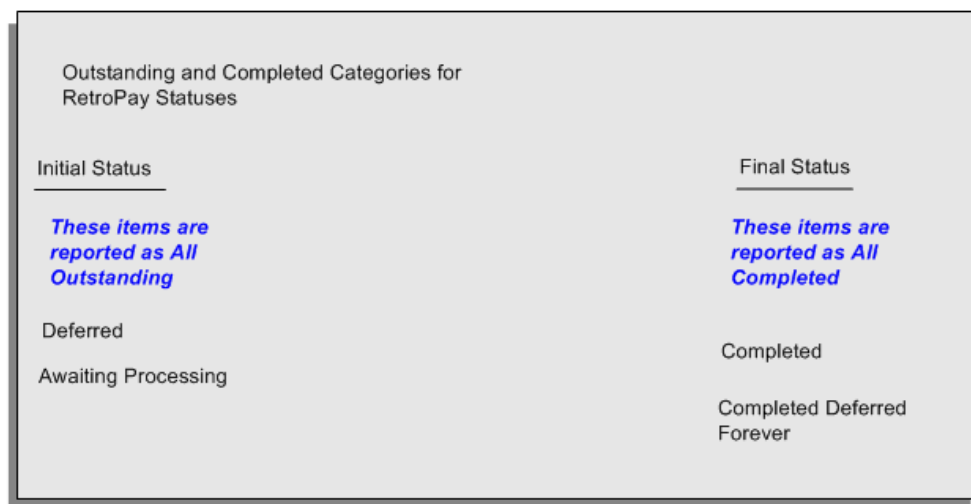 Outstanding and Completed Categories for
RetroPay Statuses
Initial Status
These items are
reported as All
Outstanding
Deferred
Awaiting Processing
Final Status
These items are
reported as All
Completed
Completed
Completed Deferred
Forever